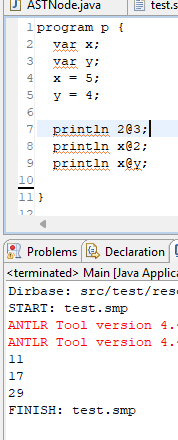 ASTNode.java test.s
1 program p {
2 var x;
3 var y;
4 x = 5;
5 y = 4;
6
7 println 2@3;
8 println x@2;
9 println x@y;
10
11 }
12
Problems Declaration
<terminated> Main [Java Applica
Dirbase: src/test/reso
START: test.smp
ANTLR Tool version 4.
ANTLR Tool version 4.
11
17
29
FINISH: test.smp